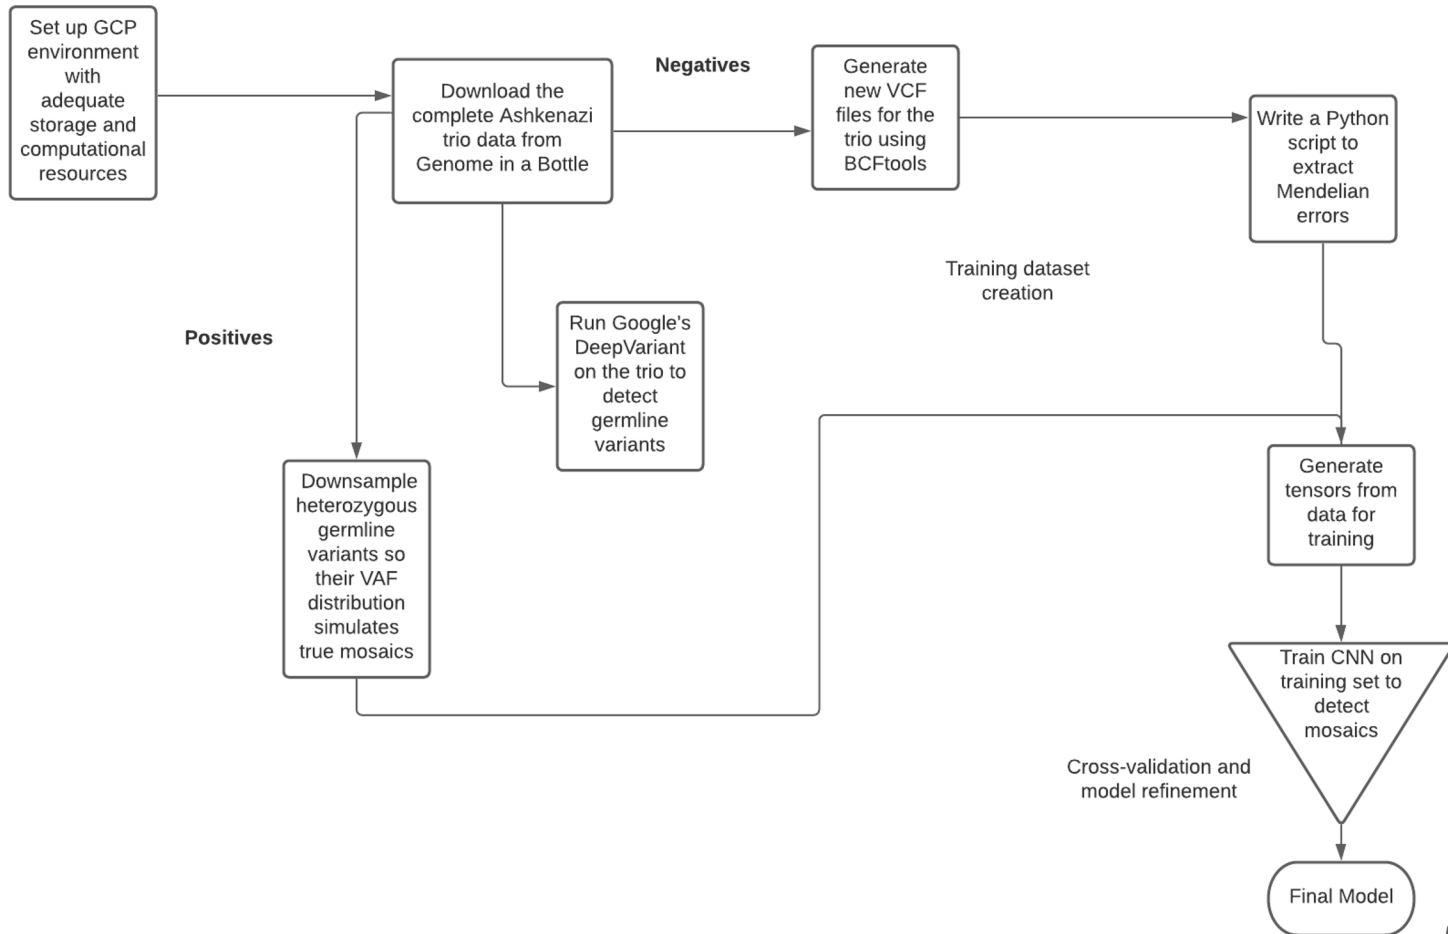 Set up GCP
environment
with
adequate
storage and
computational
resources
Download the
complete Ashkenazi
trio data from
Genome in a Bottle
Negatives
Generate
new VCF
files for the
trio using
BCFtools
Write a Python
script to
extract
Mendelian
errors
Training dataset
creation
Positives
Run Google's
DeepVariant
on the trio to
detect
germline
variants
Downsample
heterozygous
germline
variants so
their VAF
distribution
simulates
true mosaics
Generate
tensors from
data for
training
Train CNN on
training set to
detect
mosaics
Cross-validation and
model refinement
Final Model